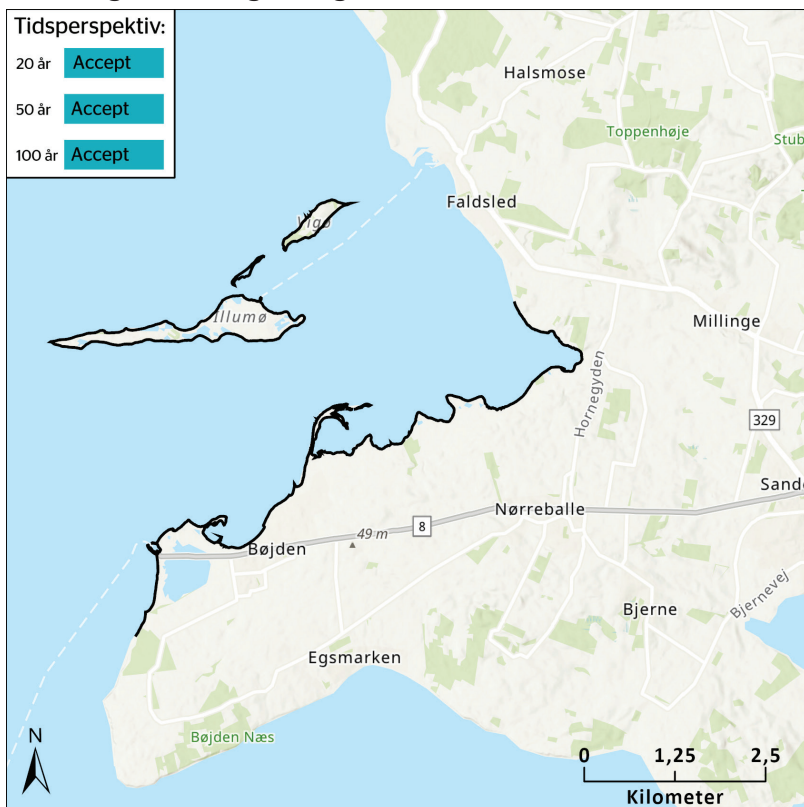 Tidsperspektiv:
20 år Accept
50 år Accept
100 år Accept
Halsmose
Toppenhøje
Stub
Faldsled
Vigø
Illumø
Millinge
Hornegyden
329
Sande
Nørreballe
8
49 m
Bøjden
Bjernevej
Bjerne
Egsmarken
Bøjden Næs
N
0 1,25 2,5
Kilometer